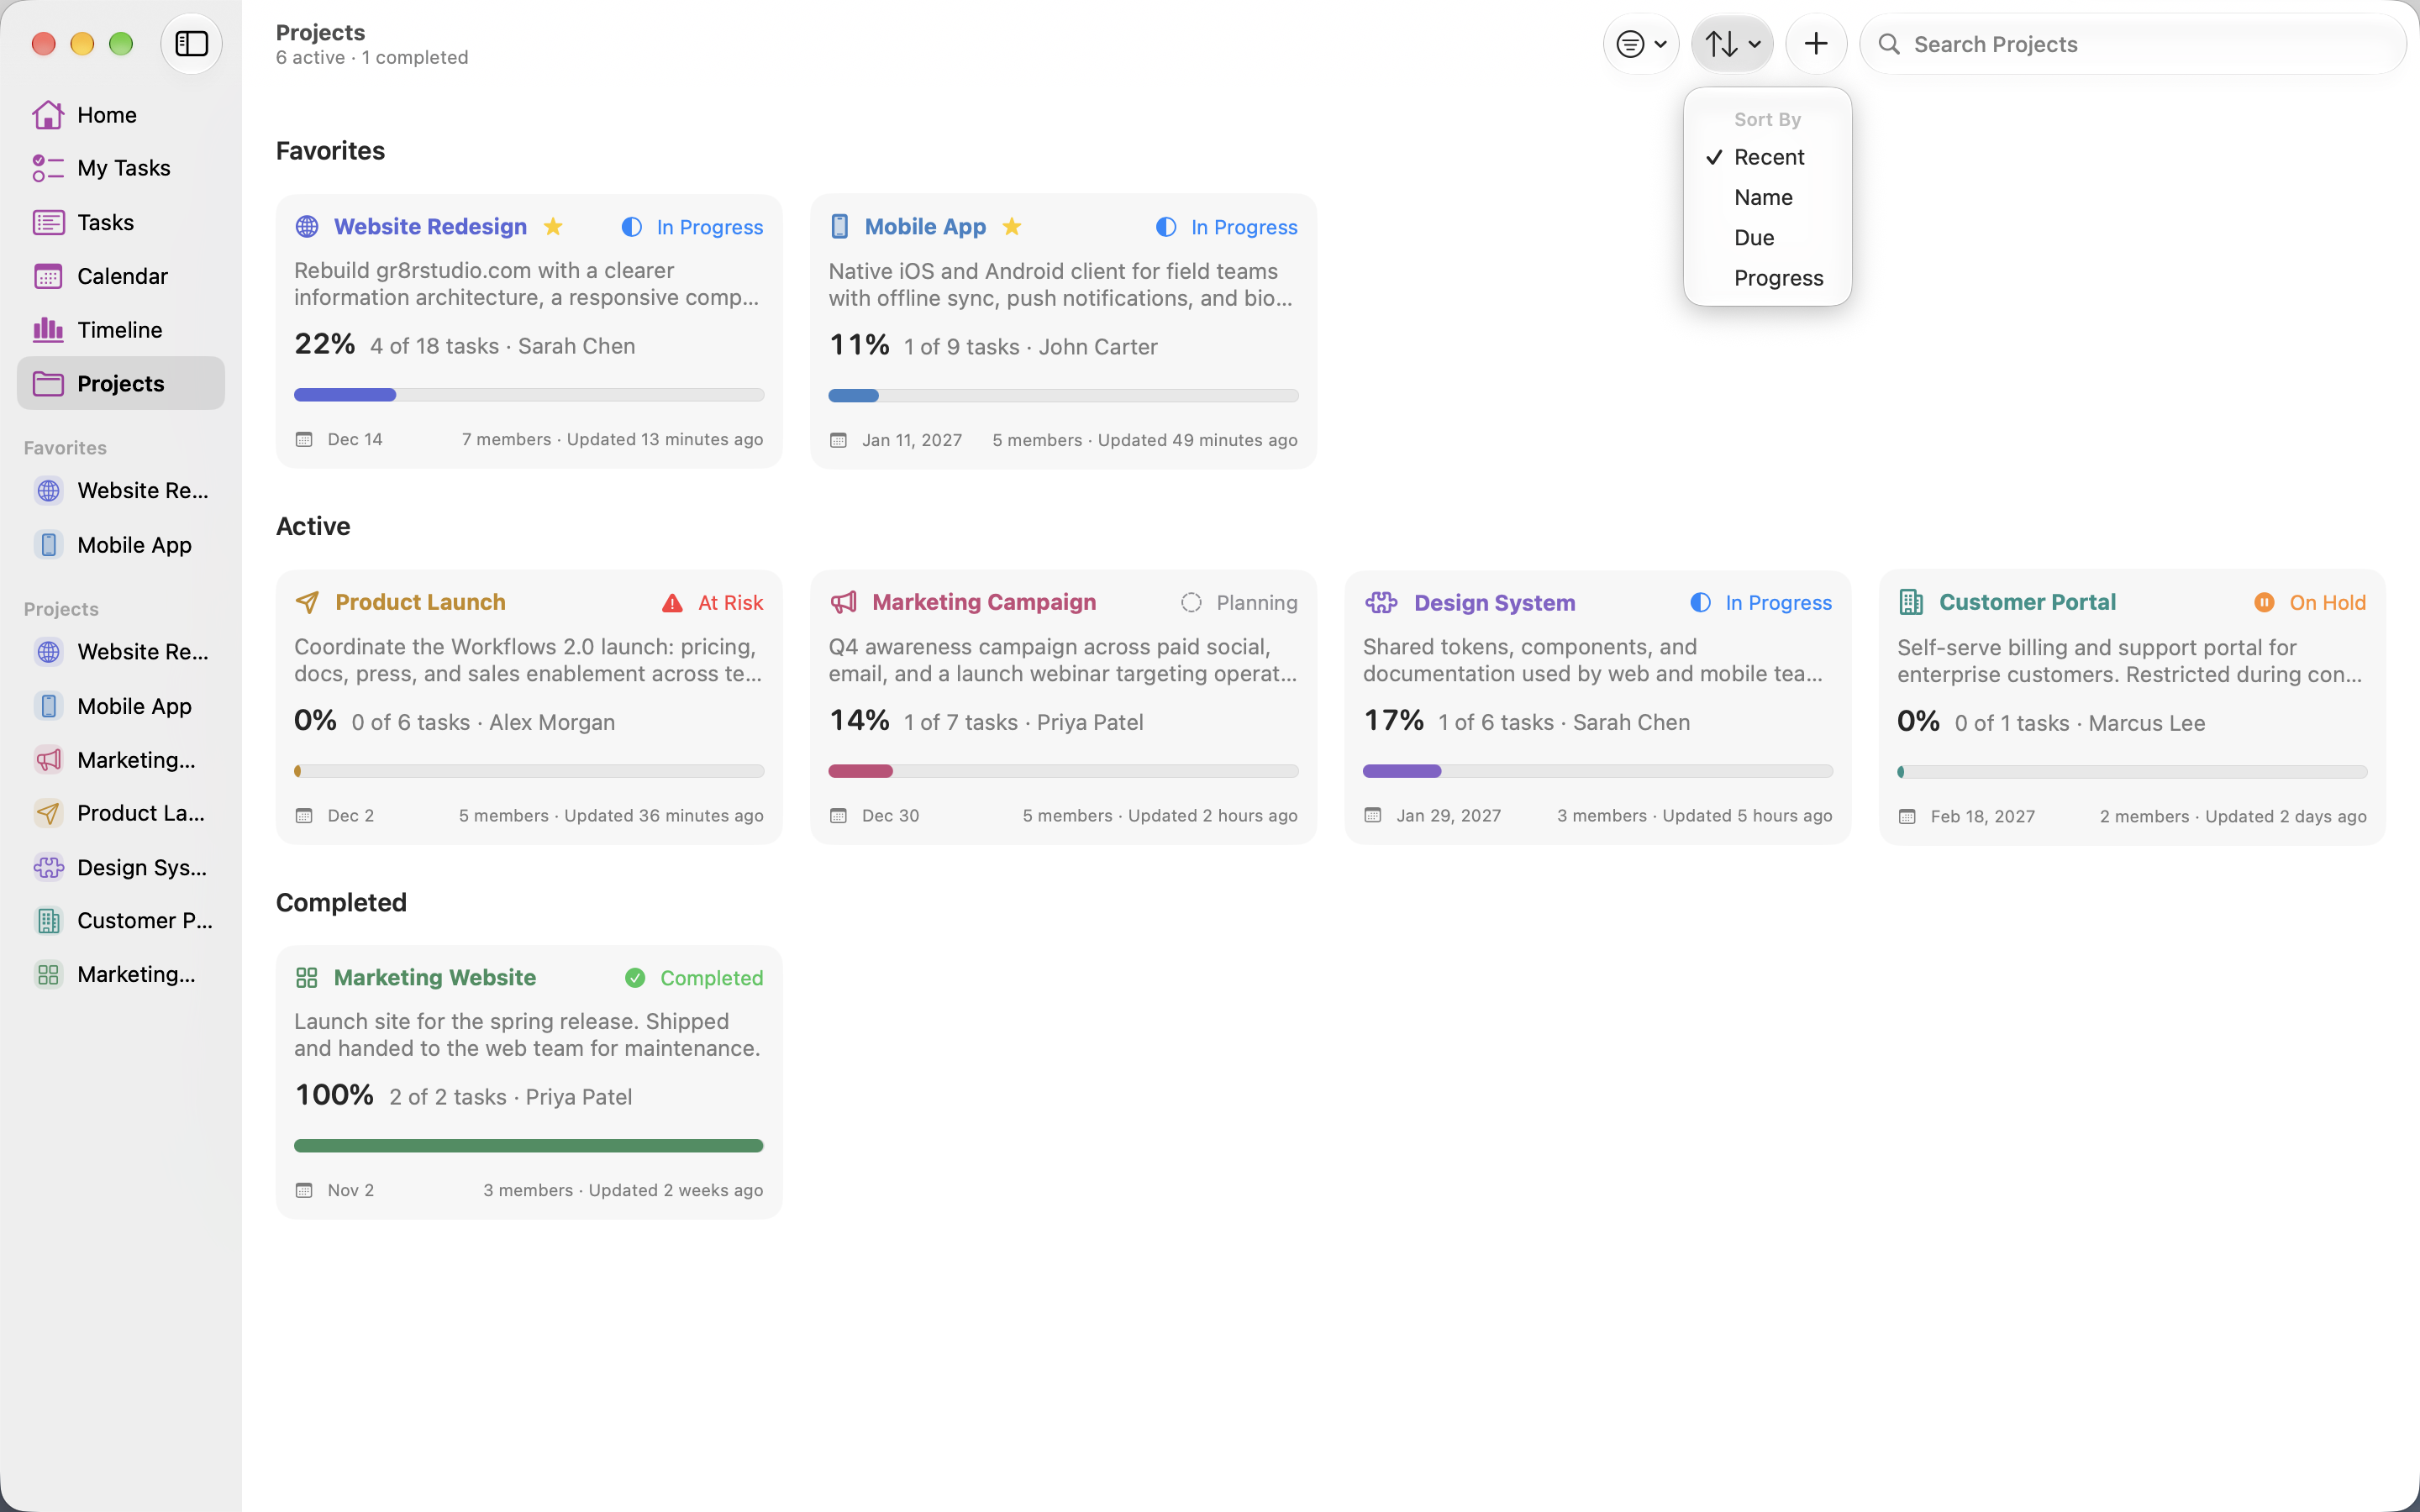 Home
My Tasks
Tasks
Calendar
Timeline
Projects
Favorites
Website Re...
Mobile App
Projects
Website Re...
Mobile App
Marketing...
Product La...
Design Sys...
Customer P...
Marketing...
Projects
6 active · 1 completed
Search Projects
Sort By
Recent
Name
Due
Progress
Favorites
Website Redesign
In Progress
Rebuild gr8rstudio.com with a clearer
information architecture, a responsive comp...
22% 4 of 18 tasks · Sarah Chen
Dec 14
7 members · Updated 13 minutes ago
Mobile App
In Progress
Native iOS and Android client for field teams
with offline sync, push notifications, and bio...
11% 1 of 9 tasks · John Carter
Jan 11, 2027
5 members · Updated 49 minutes ago
Active
Product Launch
At Risk
Coordinate the Workflows 2.0 launch: pricing,
docs, press, and sales enablement across te...
0% 0 of 6 tasks · Alex Morgan
Dec 2
5 members · Updated 36 minutes ago
Marketing Campaign
Planning
Q4 awareness campaign across paid social,
email, and a launch webinar targeting operat...
14% 1 of 7 tasks · Priya Patel
Dec 30
5 members · Updated 2 hours ago
Design System
In Progress
Shared tokens, components, and
documentation used by web and mobile tea...
17% 1 of 6 tasks · Sarah Chen
Jan 29, 2027
3 members · Updated 5 hours ago
Customer Portal
On Hold
Self-serve billing and support portal for
enterprise customers. Restricted during con...
0% 0 of 1 tasks · Marcus Lee
Feb 18, 2027
2 members · Updated 2 days ago
Completed
Marketing Website
Completed
Launch site for the spring release. Shipped
and handed to the web team for maintenance.
100% 2 of 2 tasks · Priya Patel
Nov 2
3 members · Updated 2 weeks ago